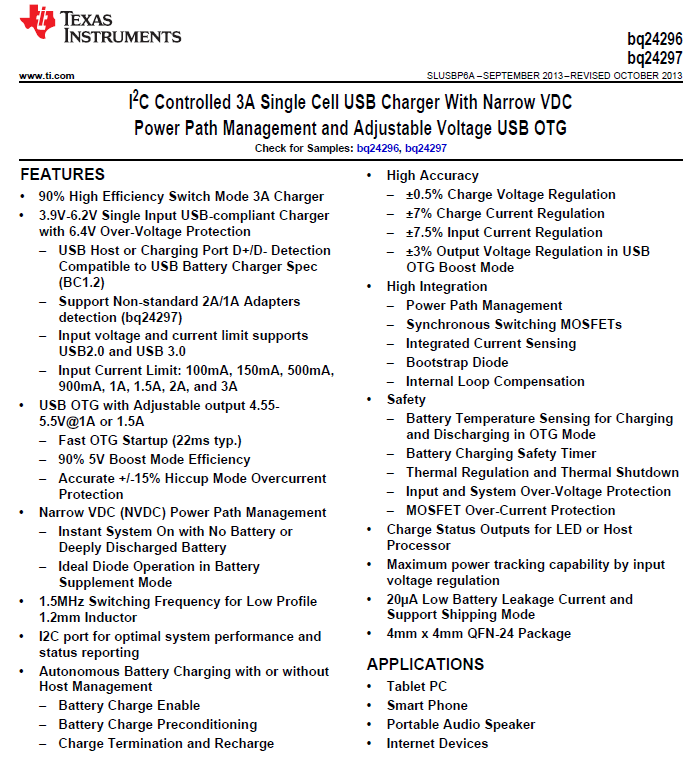 TEXAS
INSTRUMENTS
bq24296
bq24297
www.ti.com
SLUSBP6A –SEPTEMBER 2013–REVISED OCTOBER 2013
I2C Controlled 3A Single Cell USB Charger With Narrow VDC
Power Path Management and Adjustable Voltage USB OTG
Check for Samples: bq24296, bq24297
FEATURES
• 90% High Efficiency Switch Mode 3A Charger
• 3.9V-6.2V Single Input USB-compliant Charger
with 6.4V Over-Voltage Protection
– USB Host or Charging Port D+/D- Detection
Compatible to USB Battery Charger Spec
(BC1.2)
– Support Non-standard 2A/1A Adapters
detection (bq24297)
– Input voltage and current limit supports
USB2.0 and USB 3.0
– Input Current Limit: 100mA, 150mA, 500mA,
900mA, 1A, 1.5A, 2A, and 3A
• USB OTG with Adjustable output 4.55-
5.5V@1A or 1.5A
– Fast OTG Startup (22ms typ.)
– 90% 5V Boost Mode Efficiency
– Accurate +/-15% Hiccup Mode Overcurrent
Protection
• Narrow VDC (NVDC) Power Path Management
– Instant System On with No Battery or
Deeply Discharged Battery
– Ideal Diode Operation in Battery
Supplement Mode
• 1.5MHz Switching Frequency for Low Profile
1.2mm Inductor
• I2C port for optimal system performance and
status reporting
• Autonomous Battery Charging with or without
Host Management
– Battery Charge Enable
– Battery Charge Preconditioning
– Charge Termination and Recharge
• High Accuracy
– ±0.5% Charge Voltage Regulation
– ±7% Charge Current Regulation
– ±7.5% Input Current Regulation
– ±3% Output Voltage Regulation in USB
OTG Boost Mode
• High Integration
– Power Path Management
– Synchronous Switching MOSFETs
– Integrated Current Sensing
– Bootstrap Diode
– Internal Loop Compensation
• Safety
– Battery Temperature Sensing for Charging
and Discharging in OTG Mode
– Battery Charging Safety Timer
– Thermal Regulation and Thermal Shutdown
– Input and System Over-Voltage Protection
– MOSFET Over-Current Protection
• Charge Status Outputs for LED or Host
Processor
• Maximum power tracking capability by input
voltage regulation
• 20µA Low Battery Leakage Current and
Support Shipping Mode
• 4mm x 4mm QFN-24 Package
APPLICATIONS
• Tablet PC
• Smart Phone
• Portable Audio Speaker
• Internet Devices